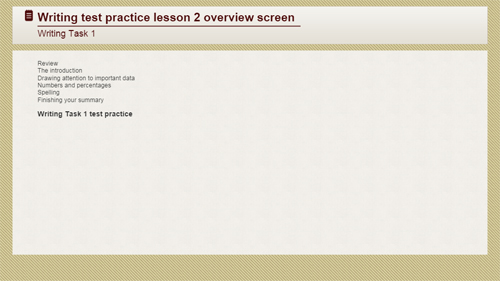 Writing test practice lesson 2 overview screen
Writing Task 1
Review
The introduction
Drawing attention to important data
Numbers and percentages
Spelling
Finishing your summary
Writing Task 1 test practice